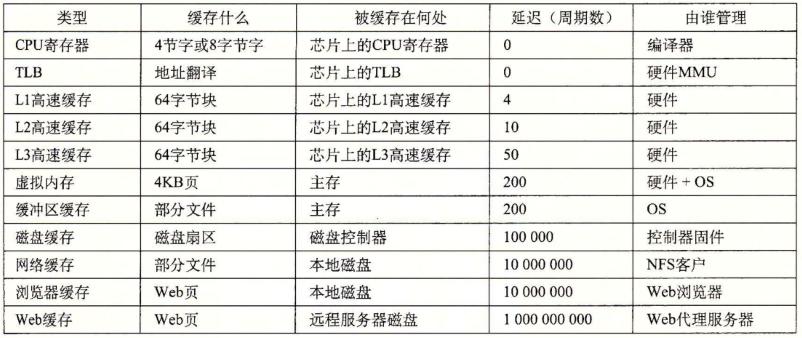 类型 缓存什么 被缓存在何处 延迟（周期数） 由谁管理
CPU寄存器 4节字或8字节字 芯片上的CPU寄存器 0 编译器
TLB 地址翻译 芯片上的TLB 0 硬件MMU
L1高速缓存 64字节块 芯片上的L1高速缓存 4 硬件
L2高速缓存 64字节块 芯片上的L2高速缓存 10 硬件
L3高速缓存 64字节块 芯片上的L3高速缓存 50 硬件
虚拟内存 4KB页 主存 200 硬件 + OS
缓冲区缓存 部分文件 主存 200 OS
磁盘缓存 磁盘扇区 磁盘控制器 100 000 控制器固件
网络缓存 部分文件 本地磁盘 10 000 000 NFS客户
浏览器缓存 Web页 本地磁盘 10 000 000 Web浏览器
Web缓存 Web页 远程服务器磁盘 1 000 000 000 Web代理服务器